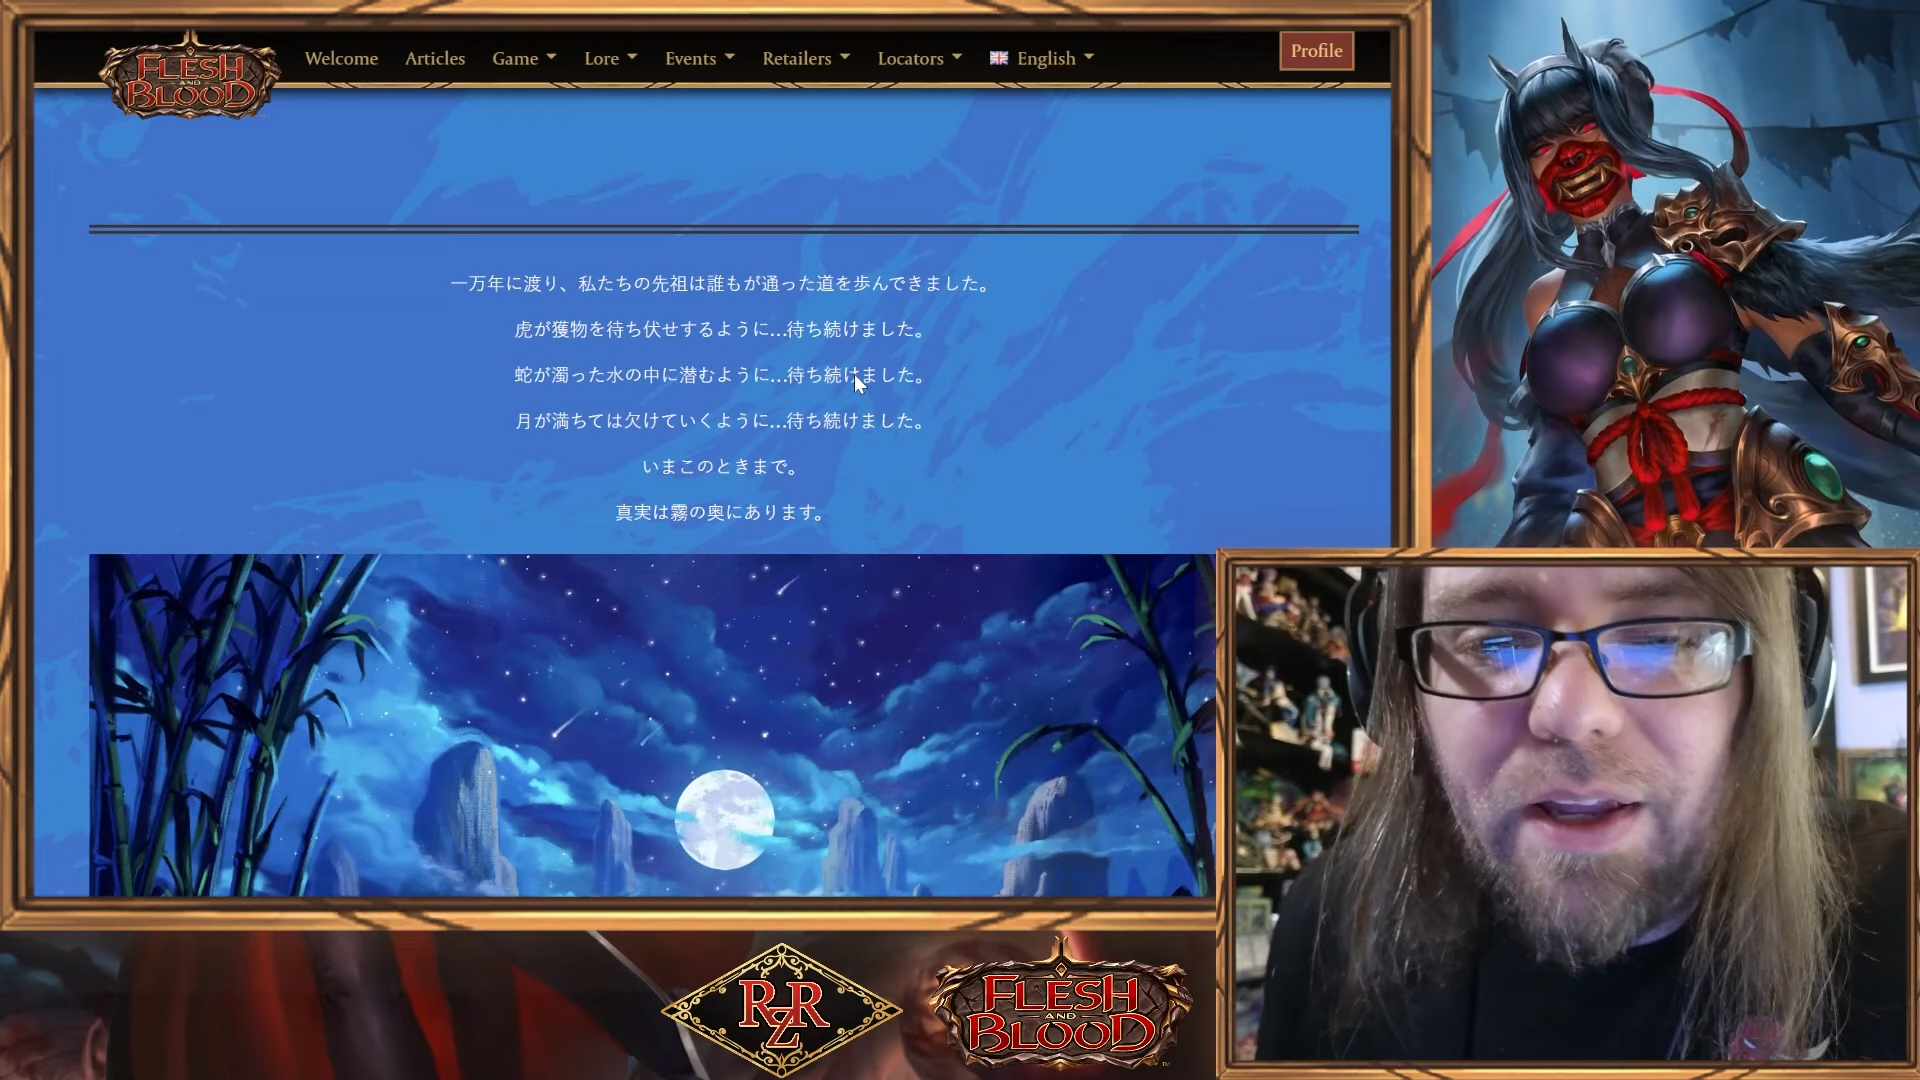 FLESH
AND
BLOOD
Welcome Articles Game Lore Events Retailers Locators English Profile
一万年に渡り、私たちの先祖は誰もが通った道を歩んできました。
虎が獲物を待ち伏せするように…待ち続けました。
蛇が濁った水の中に潜むように…待ち続けました。
月が満ちては欠けていくように…待ち続けました。
いまこのときまで。
真実は霧の奥にあります。
RZR
FLESH
AND
BLOOD
TM